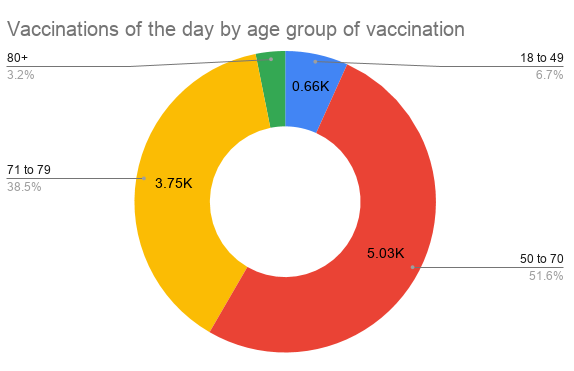 Vaccinations of the day by age group of vaccination
80+
3.2%
18 to 49
6.7%
0.66K
71 to 79
38.5%
3.75K
5.03K
50 to 70
51.6%